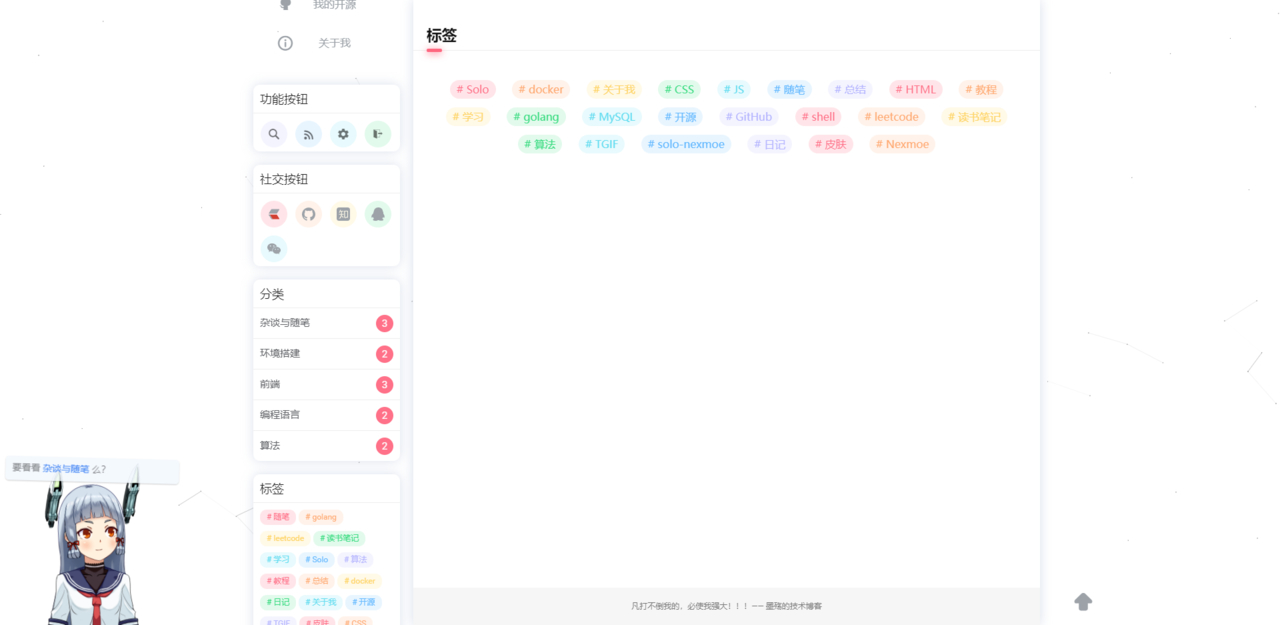 我的开源
关于我
功能按钮
社交按钮
知
分类
杂谈与随笔 3
环境搭建 2
前端 3
编程语言 2
算法 2
标签
# 随笔 # golang
# leetcode # 读书笔记
# 学习 # Solo # 算法
# 教程 # 总结 # docker
# 日记 # 关于我 # 开源
# TGIF # 皮肤 # CSS
要看看 杂谈与随笔 么？
标签
# Solo # docker # 关于我 # CSS # JS # 随笔 # 总结 # HTML # 教程
# 学习 # golang # MySQL # 开源 # GitHub # shell # leetcode # 读书笔记
# 算法 # TGIF # solo-nexmoe # 日记 # 皮肤 # Nexmoe
凡打不倒我的、必使我强大！！！ —— 墨殇的技术博客